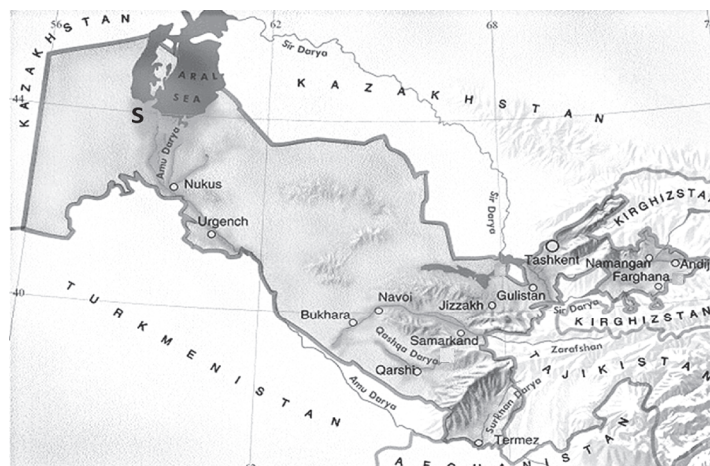 56
62
68
KAZAKHSTAN
KAZAKHSTAN
Sir Darya
ARAL
SEA
44
S
Amu Darya
Nukus
Urgench
Sir Darya
KIRGHIZSTA
Tashkent
Namangan
Andij
Farghana
Gulistan
Jizzakh
Navoi
Bukhara
Samarkand
Sir Darya
KIRGHIZSTAN
40
TURKMENISTAN
Qashqa Darya
Qarshi
Zarafshan
TAJIKISTAN
Amu Darya
Surkhan Darya
Termez
AFGHANISTAN